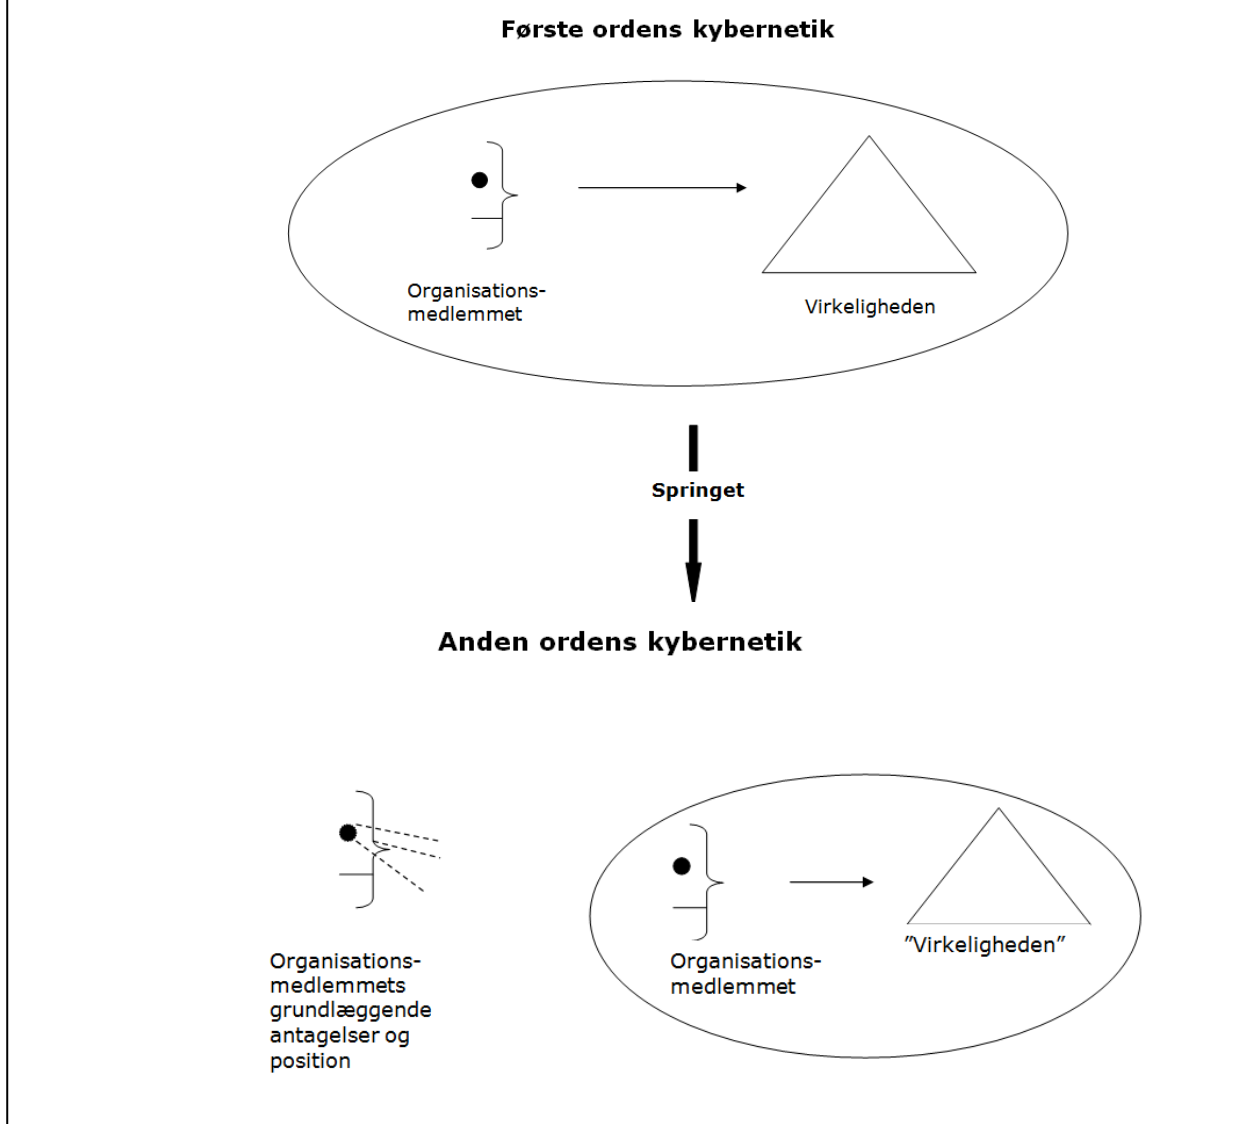 Første ordens kybernetik
Organisations-
medlemmet
Virkeligheden
Springet
Anden ordens kybernetik
Organisations-
medlemmets
grundlæggende
antagelser og
position
Organisations-
medlemmet
”Virkeligheden”